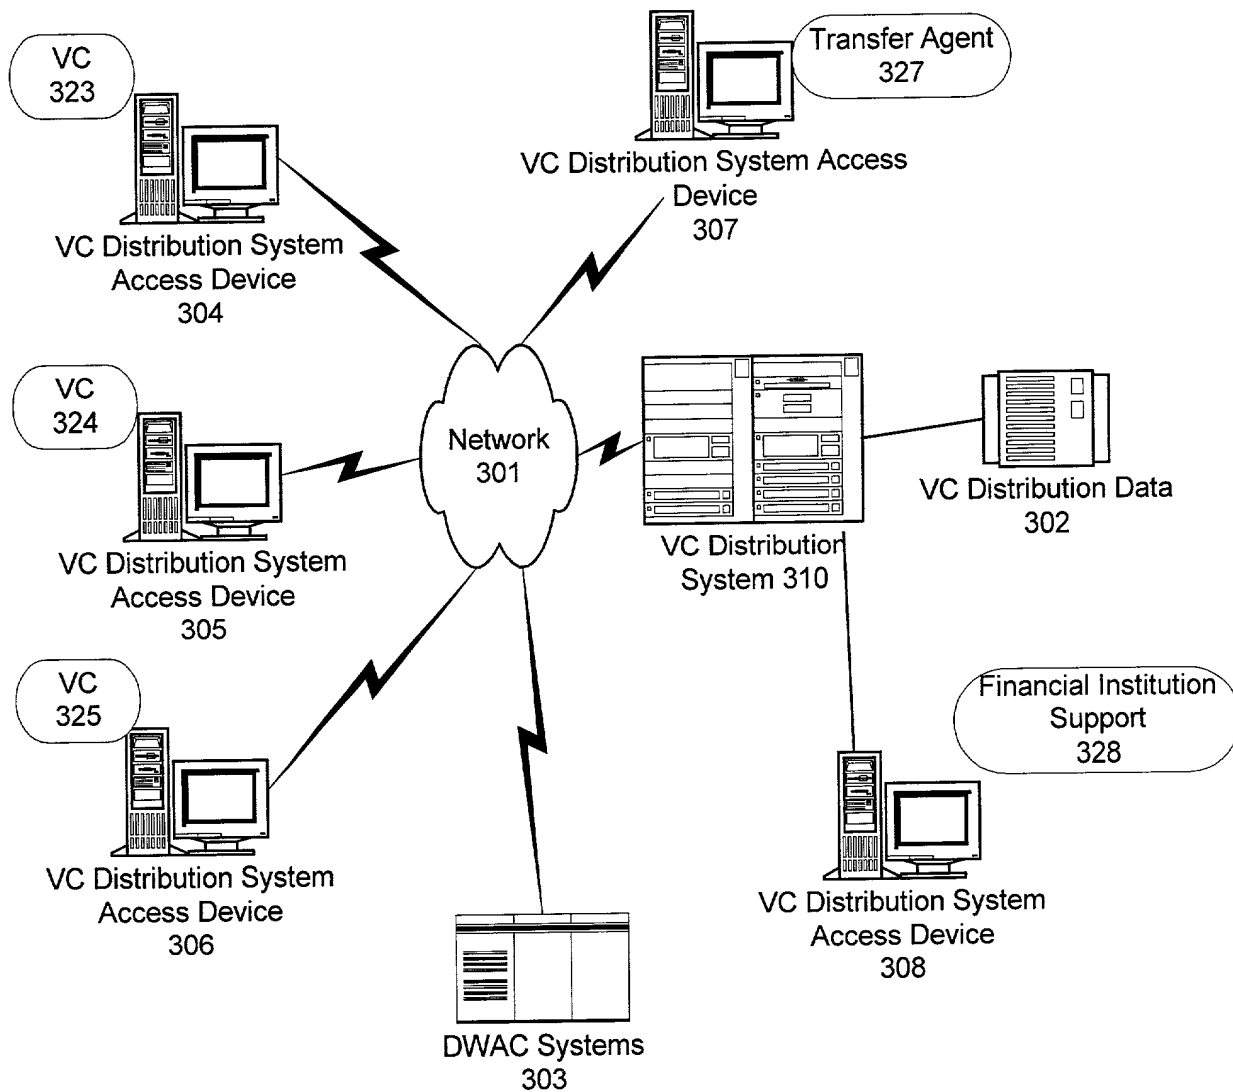 VC
323
Transfer Agent
327
VC Distribution System Access
Device
307
VC Distribution System
Access Device
304
VC
324
Network
301
VC Distribution Data
302
VC Distribution
System 310
VC Distribution System
Access Device
305
VC
325
Financial Institution
Support
328
VC Distribution System
Access Device
306
VC Distribution System
Access Device
308
DWAC Systems
303